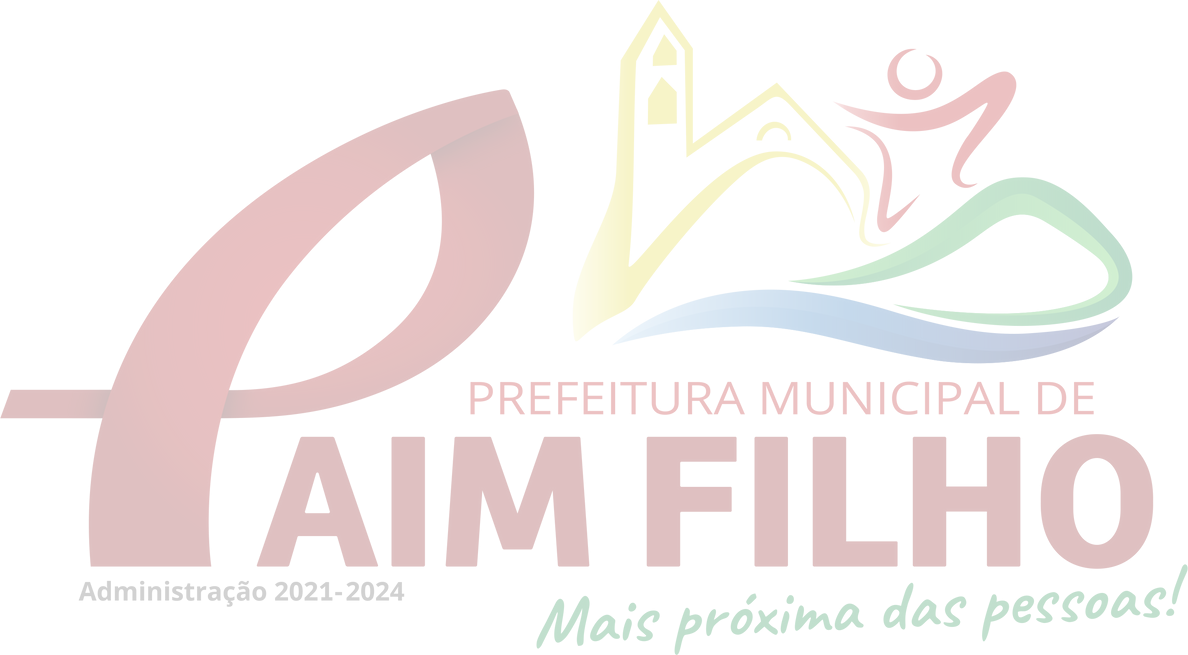 PREFEITURA MUNICIPAL DE
PAIM FILHO
Administração 2021-2024
Mais próxima das pessoas!